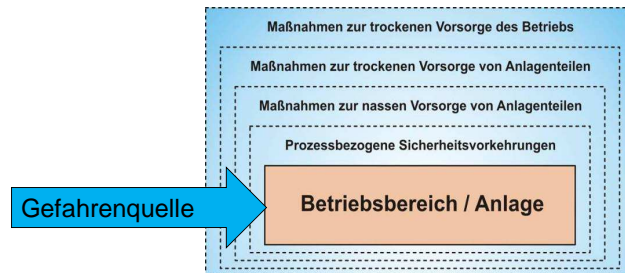 Maßnahmen zur trockenen Vorsorge des Betriebs
Maßnahmen zur trockenen Vorsorge von Anlagenteilen
Maßnahmen zur nassen Vorsorge von Anlagenteilen
Prozessbezogene Sicherheitsvorkehrungen
Gefahrenquelle
Betriebsbereich / Anlage